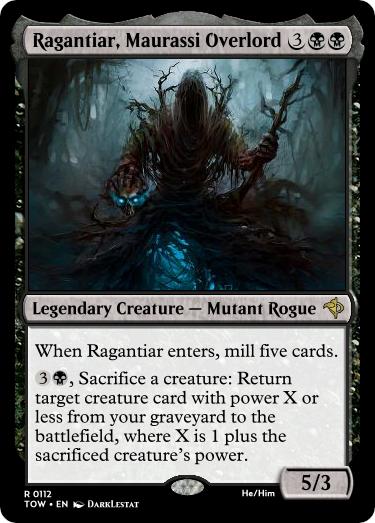 Ragantiar, Maurassi Overlord 3
Legendary Creature — Mutant Rogue
When Ragantiar enters, mill five cards.
3, Sacrifice a creature: Return
target creature card with power X or
less from your graveyard to the
battlefield, where X is 1 plus the
sacrificed creature's power.
5/3
R 0112
He/Him
TOW • EN DarkLestat